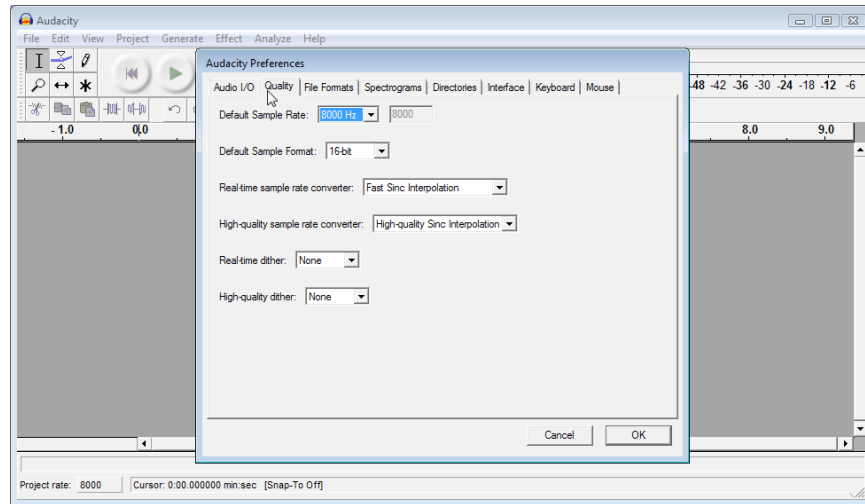 Audacity
File Edit View Project Generate Effect Analyze Help
Audacity Preferences
Audio I/O Quality File Formats Spectrograms Directories Interface Keyboard Mouse
-48 -42 -36 -30 -24 -18 -12 -6
Default Sample Rate: 8000 Hz 8000
- 1.0 0,0 8.0 9.0
Default Sample Format: 16-bit
Real-time sample rate converter: Fast Sinc Interpolation
High-quality sample rate converter: High-quality Sinc Interpolation
Real-time dither: None
High-quality dither: None
Cancel OK
Project rate: 8000 Cursor: 0:00.000000 min:sec [Snap-To Off]